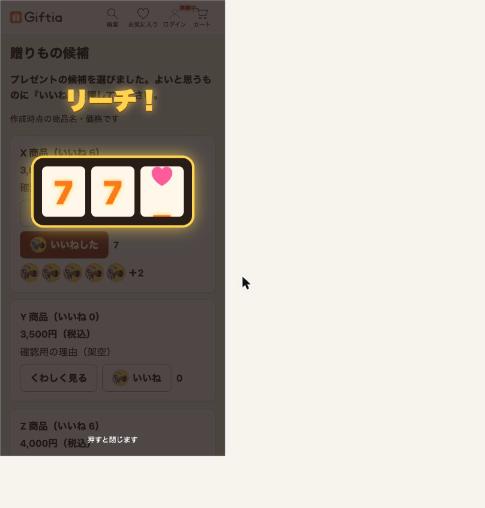 Giftia
検索
お気に入り
ログイン
カート
贈りもの候補
プレゼントの候補を選びました。よいと思うも
のに「いいね
リーチ！
作成時点の商品名・価格です
X 商品（いいね 6）
7
7
いいねした
7
+2
Y 商品（いいね 0）
3,500円（税込）
確認用の理由（架空）
くわしく見る
いいね
0
Z 商品（いいね 6）
4,000円（税込）
押すと閉じます